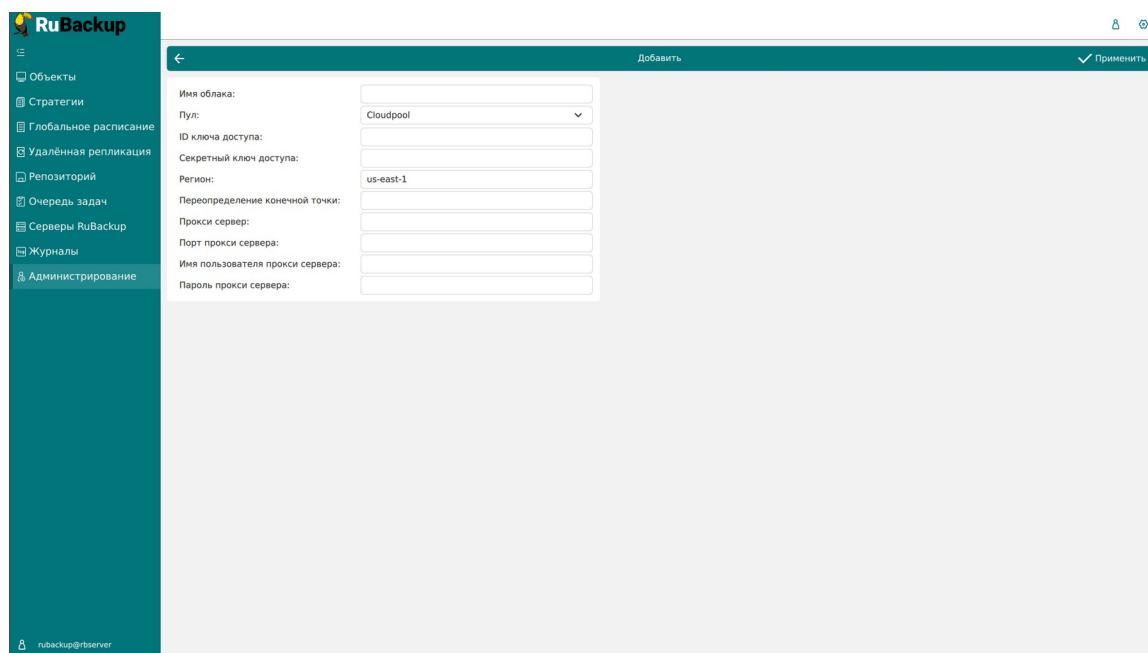 RuBackup
Объекты
Стратегии
Глобальное расписание
Удалённая репликация
Репозиторий
Очередь задач
Серверы RuBackup
Журналы
Администрирование
rubackup@rbserver
Добавить
Применить
Имя облака:
Пул: Cloudpool
ID ключа доступа:
Секретный ключ доступа:
Регион: us-east-1
Переопределение конечной точки:
Прокси сервер:
Порт прокси сервера:
Имя пользователя прокси сервера:
Пароль прокси сервера: